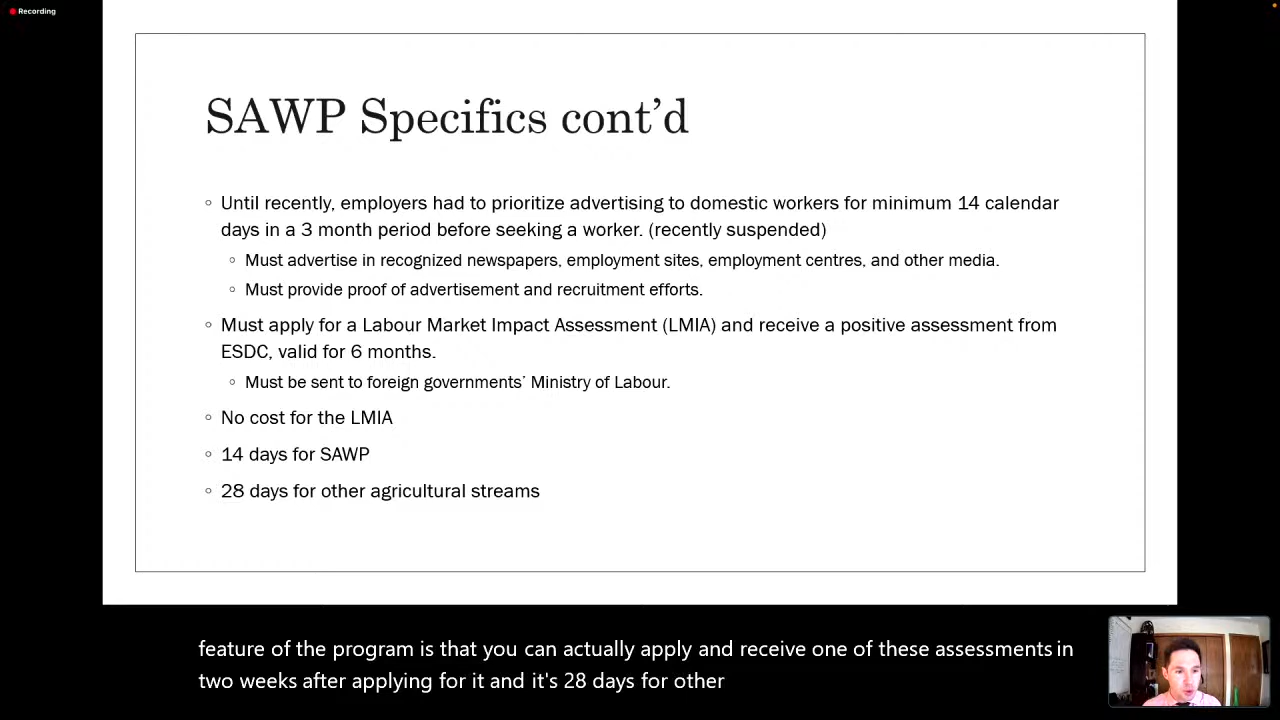 Recording
SAWP Specifics cont’d
◦ Until recently, employers had to prioritize advertising to domestic workers for minimum 14 calendar
days in a 3 month period before seeking a worker. (recently suspended)
◦ Must advertise in recognized newspapers, employment sites, employment centres, and other media.
◦ Must provide proof of advertisement and recruitment efforts.
◦ Must apply for a Labour Market Impact Assessment (LMIA) and receive a positive assessment from
ESDC, valid for 6 months.
◦ Must be sent to foreign governments’ Ministry of Labour.
◦ No cost for the LMIA
◦ 14 days for SAWP
◦ 28 days for other agricultural streams
feature of the program is that you can actually apply and receive one of these assessments in
two weeks after applying for it and it's 28 days for other